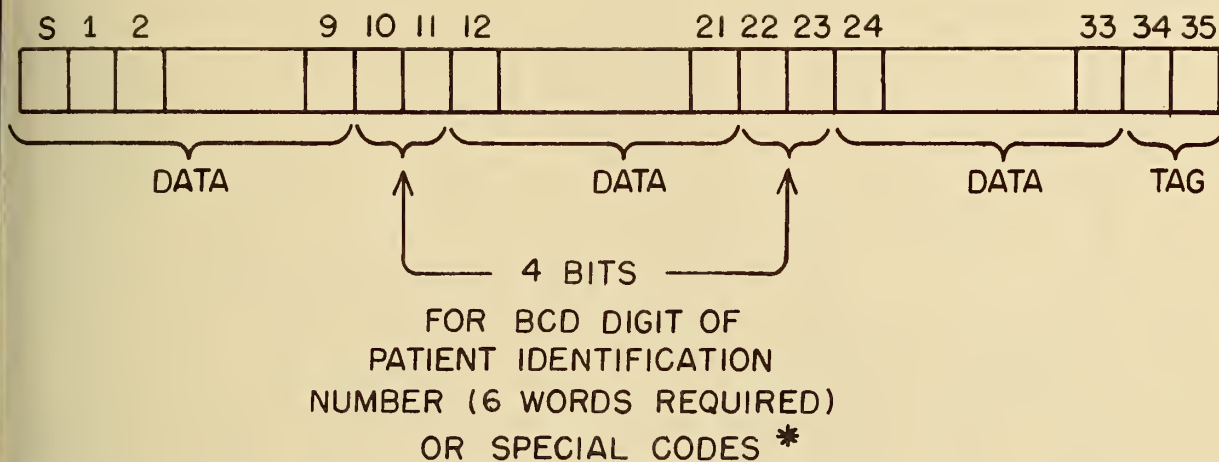 S 1 2 9 10 11 12 21 22 23 24 33 34 35
DATA DATA DATA TAG
4 BITS
FOR BCD DIGIT OF
PATIENT IDENTIFICATION
NUMBER (6 WORDS REQUIRED)
OR SPECIAL CODES *